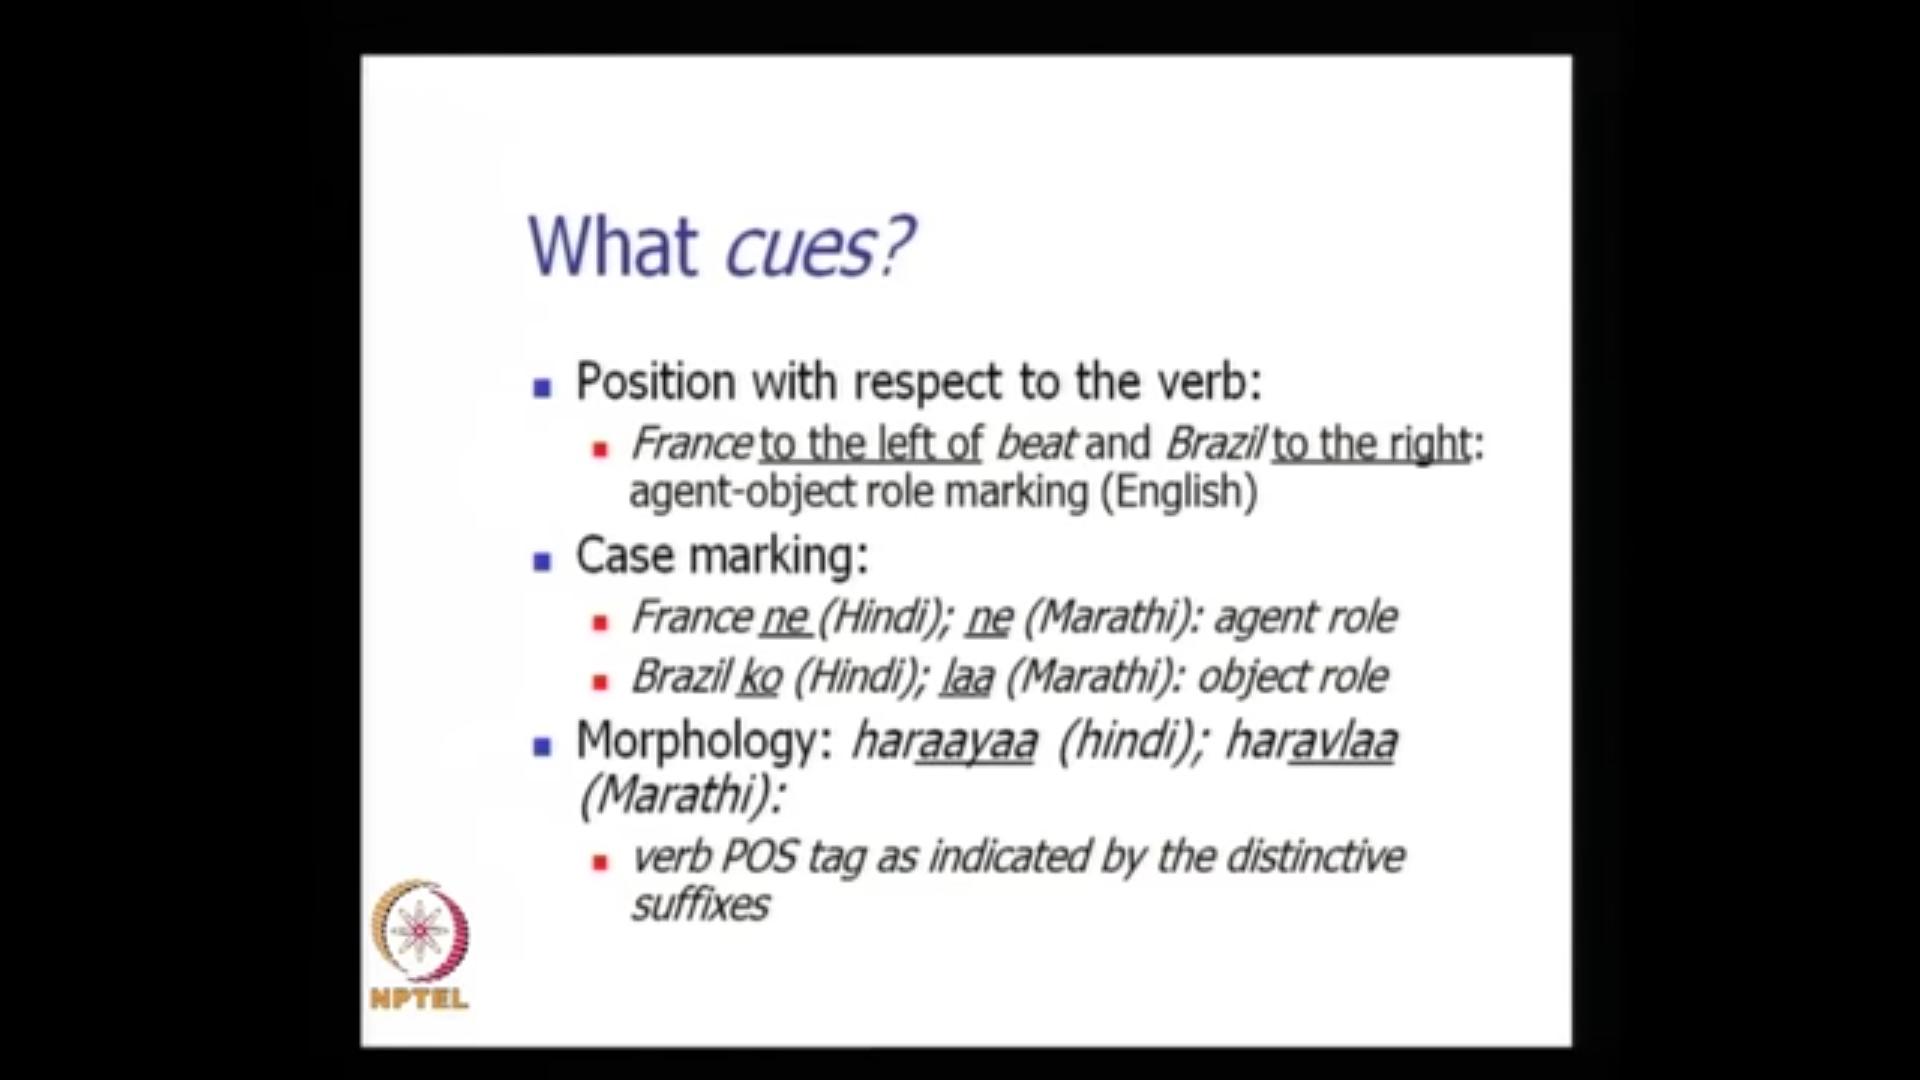 What cues?
Position with respect to the verb:
France to the left of beat and Brazil to the right:
agent-object role marking (English)
Case marking:
France ne (Hindi); ne (Marathi): agent role
Brazil ko (Hindi); laa (Marathi): object role
Morphology: haraayaa (hindi); haravlaa
(Marathi):
verb POS tag as indicated by the distinctive
suffixes
NPTEL